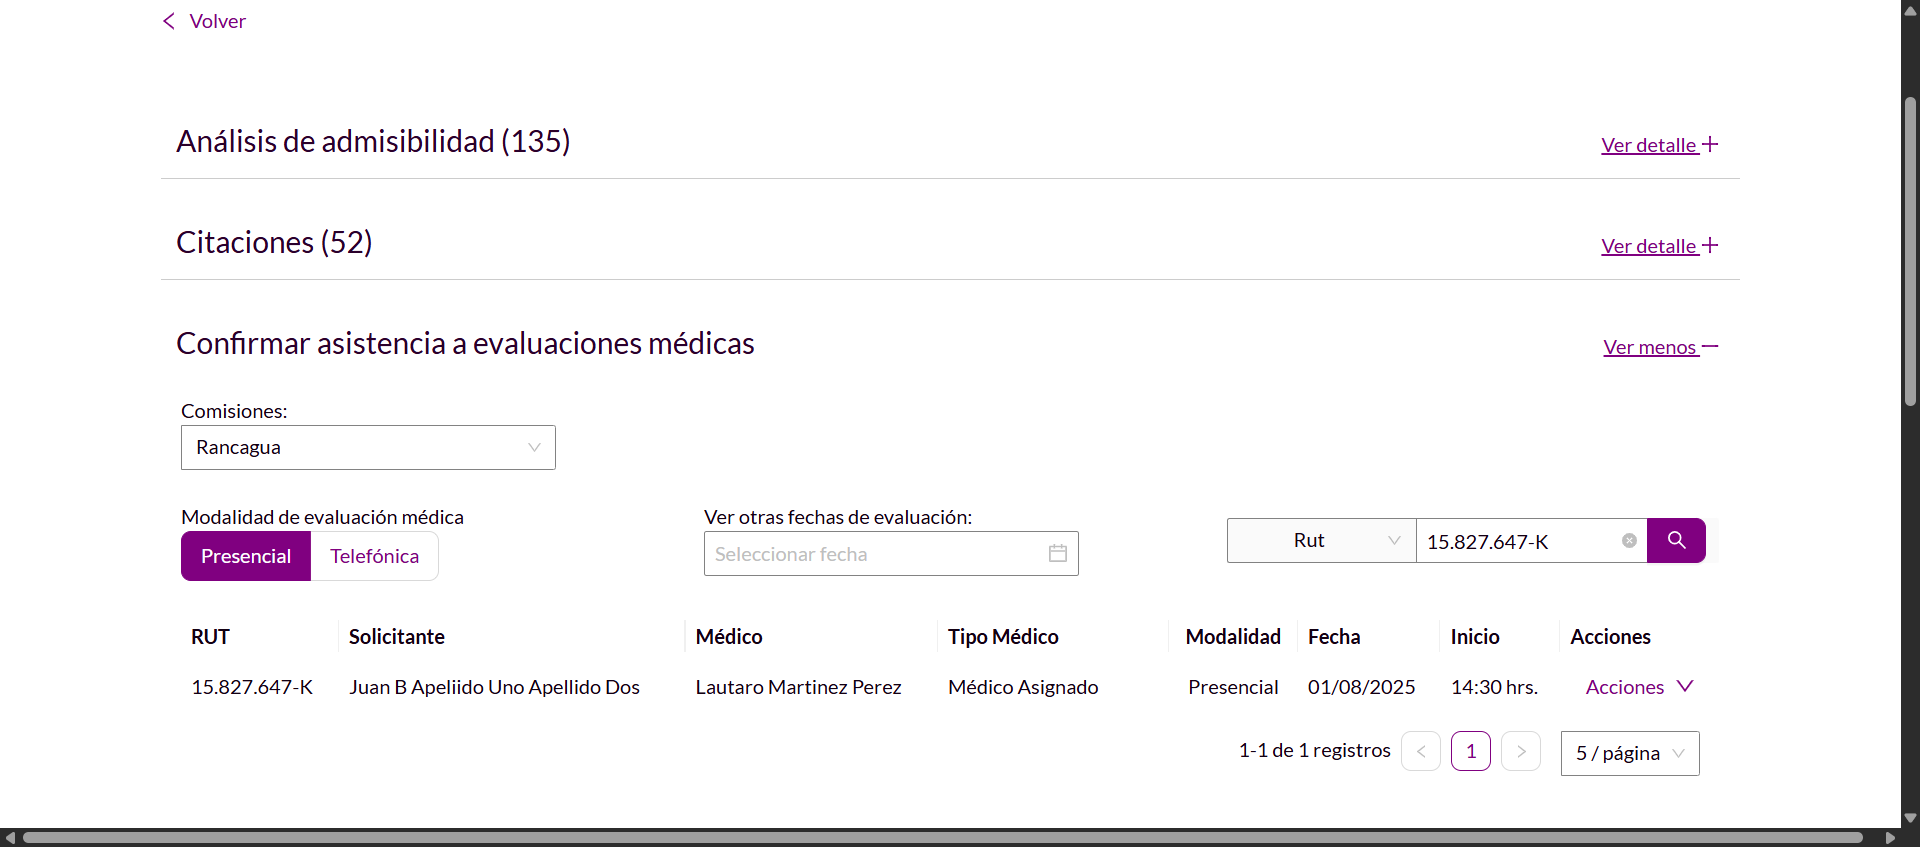 Volver
Análisis de admisibilidad (135)
Ver detalle
Citaciones (52)
Ver detalle
Confirmar asistencia a evaluaciones médicas
Ver menos
Comisiones:
Rancagua
Modalidad de evaluación médica
Presencial Telefónica
Ver otras fechas de evaluación:
Seleccionar fecha
Rut 15.827.647-K
RUT Solicitante Médico Tipo Médico Modalidad Fecha Inicio Acciones
15.827.647-K Juan B Apeliido Uno Apellido Dos Lautaro Martinez Perez Médico Asignado Presencial 01/08/2025 14:30 hrs. Acciones
1-1 de 1 registros 1 5 / página